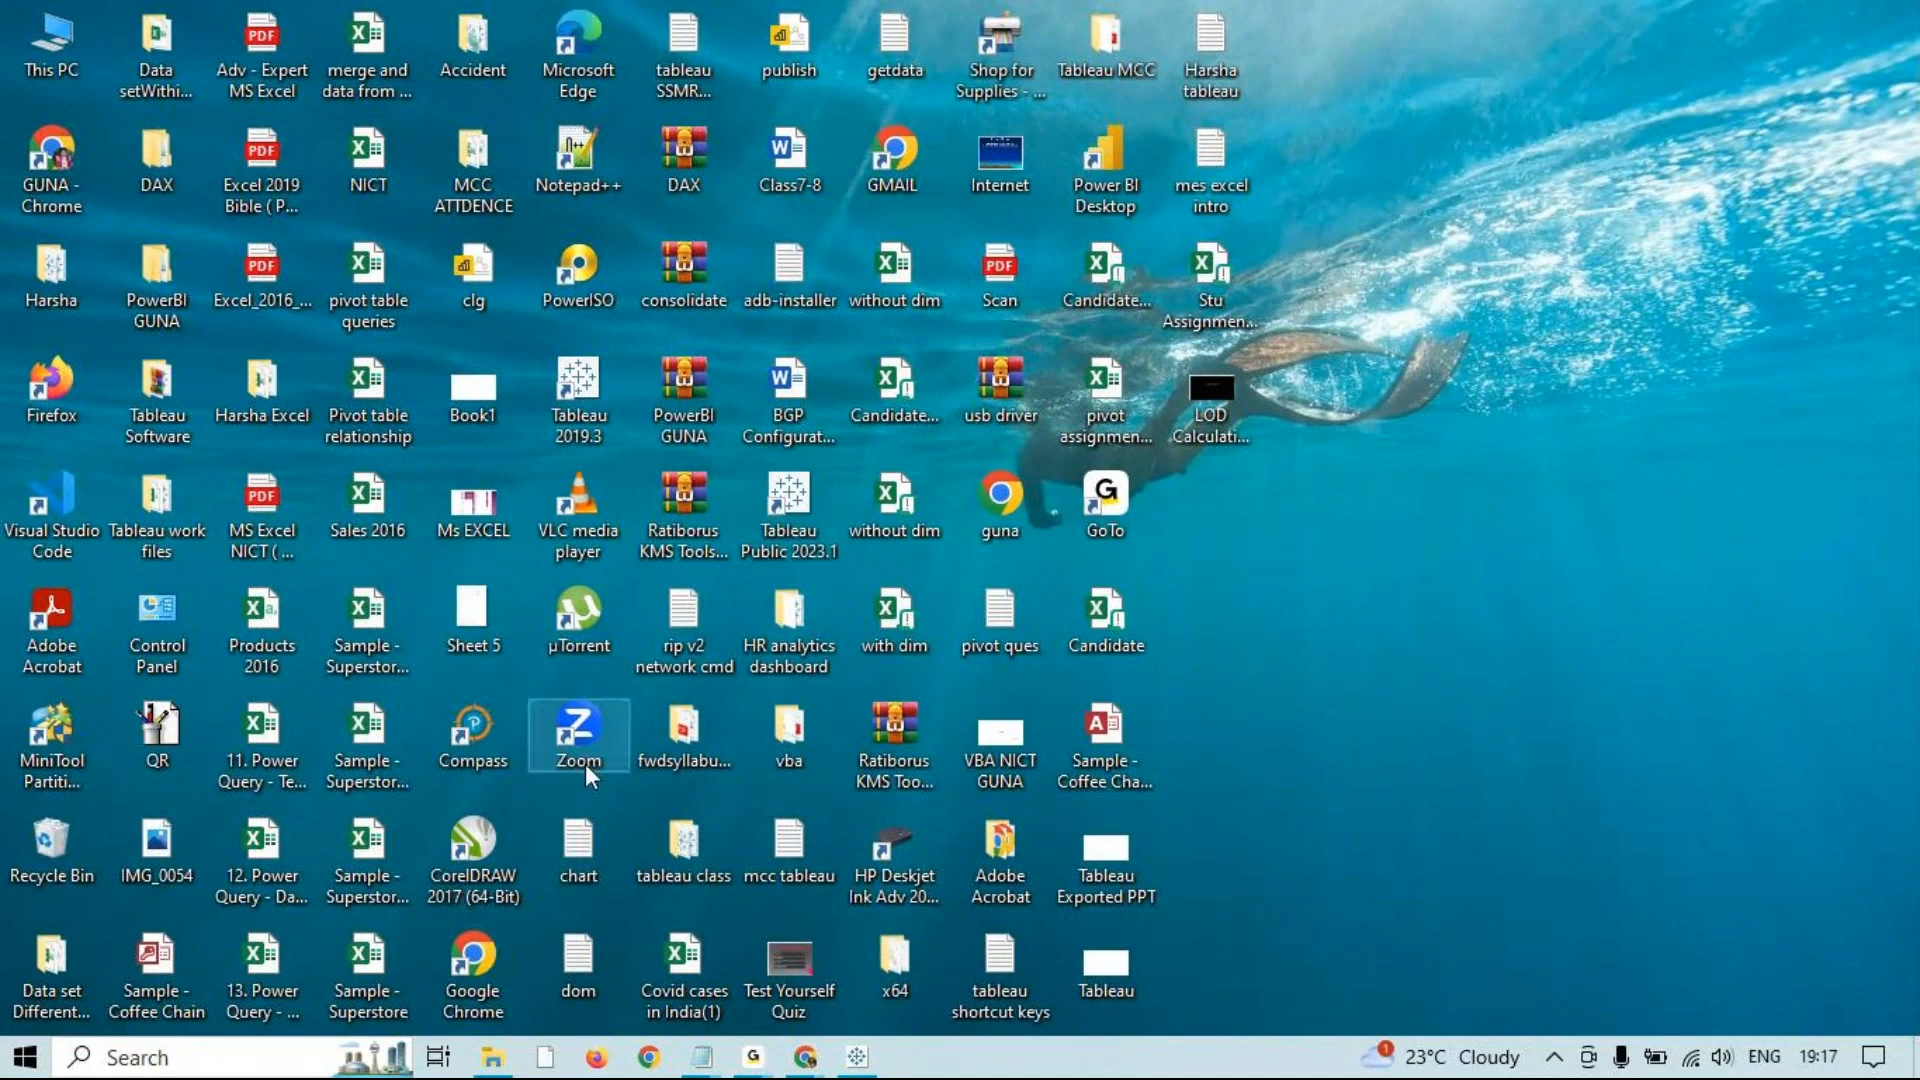 This PC
Data
setWithi...
Adv - Expert
MS Excel
merge and
data from ...
Accident
Microsoft
Edge
tableau
SSMR...
publish
getdata
Shop for
Supplies - ...
Tableau MCC
Harsha
tableau
GUNA -
Chrome
DAX
Excel 2019
Bible ( P...
NICT
MCC
ATTDENCE
Notepad++
DAX
Class7-8
GMAIL
Internet
Power BI
Desktop
mes excel
intro
Harsha
PowerBI
GUNA
Excel_2016_...
pivot table
queries
clg
PowerISO
consolidate
adb-installer
without dim
Scan
Candidate...
Stu
Assignmen...
Firefox
Tableau
Software
Harsha Excel
Pivot table
relationship
Book1
Tableau
2019.3
PowerBI
GUNA
BGP
Configurat...
Candidate...
usb driver
pivot
assignmen...
LOD
Calculati...
Visual Studio
Code
Tableau work
files
MS Excel
NICT ( ...
Sales 2016
Ms EXCEL
VLC media
player
Ratiborus
KMS Tools...
Tableau
Public 2023.1
without dim
guna
GoTo
Adobe
Acrobat
Control
Panel
Products
2016
Sample -
Superstor...
Sheet 5
µTorrent
rip v2
network cmd
HR analytics
dashboard
with dim
pivot ques
Candidate
MiniTool
Partiti...
QR
11. Power
Query - Te...
Sample -
Superstor...
Compass
Zoom
fwdsyllabu...
vba
Ratiborus
KMS Too...
VBA NICT
GUNA
Sample -
Coffee Cha...
Recycle Bin
IMG_0054
12. Power
Query - Da...
Sample -
Superstor...
CorelDRAW
2017 (64-Bit)
chart
tableau class
mcc tableau
HP Deskjet
Ink Adv 20...
Adobe
Acrobat
Tableau
Exported PPT
Data set
Different...
Sample -
Coffee Chain
13. Power
Query - ...
Sample -
Superstore
Google
Chrome
dom
Covid cases
in India(1)
Test Yourself
Quiz
x64
tableau
shortcut keys
Tableau
Search
1
23°C Cloudy
ENG
19:17